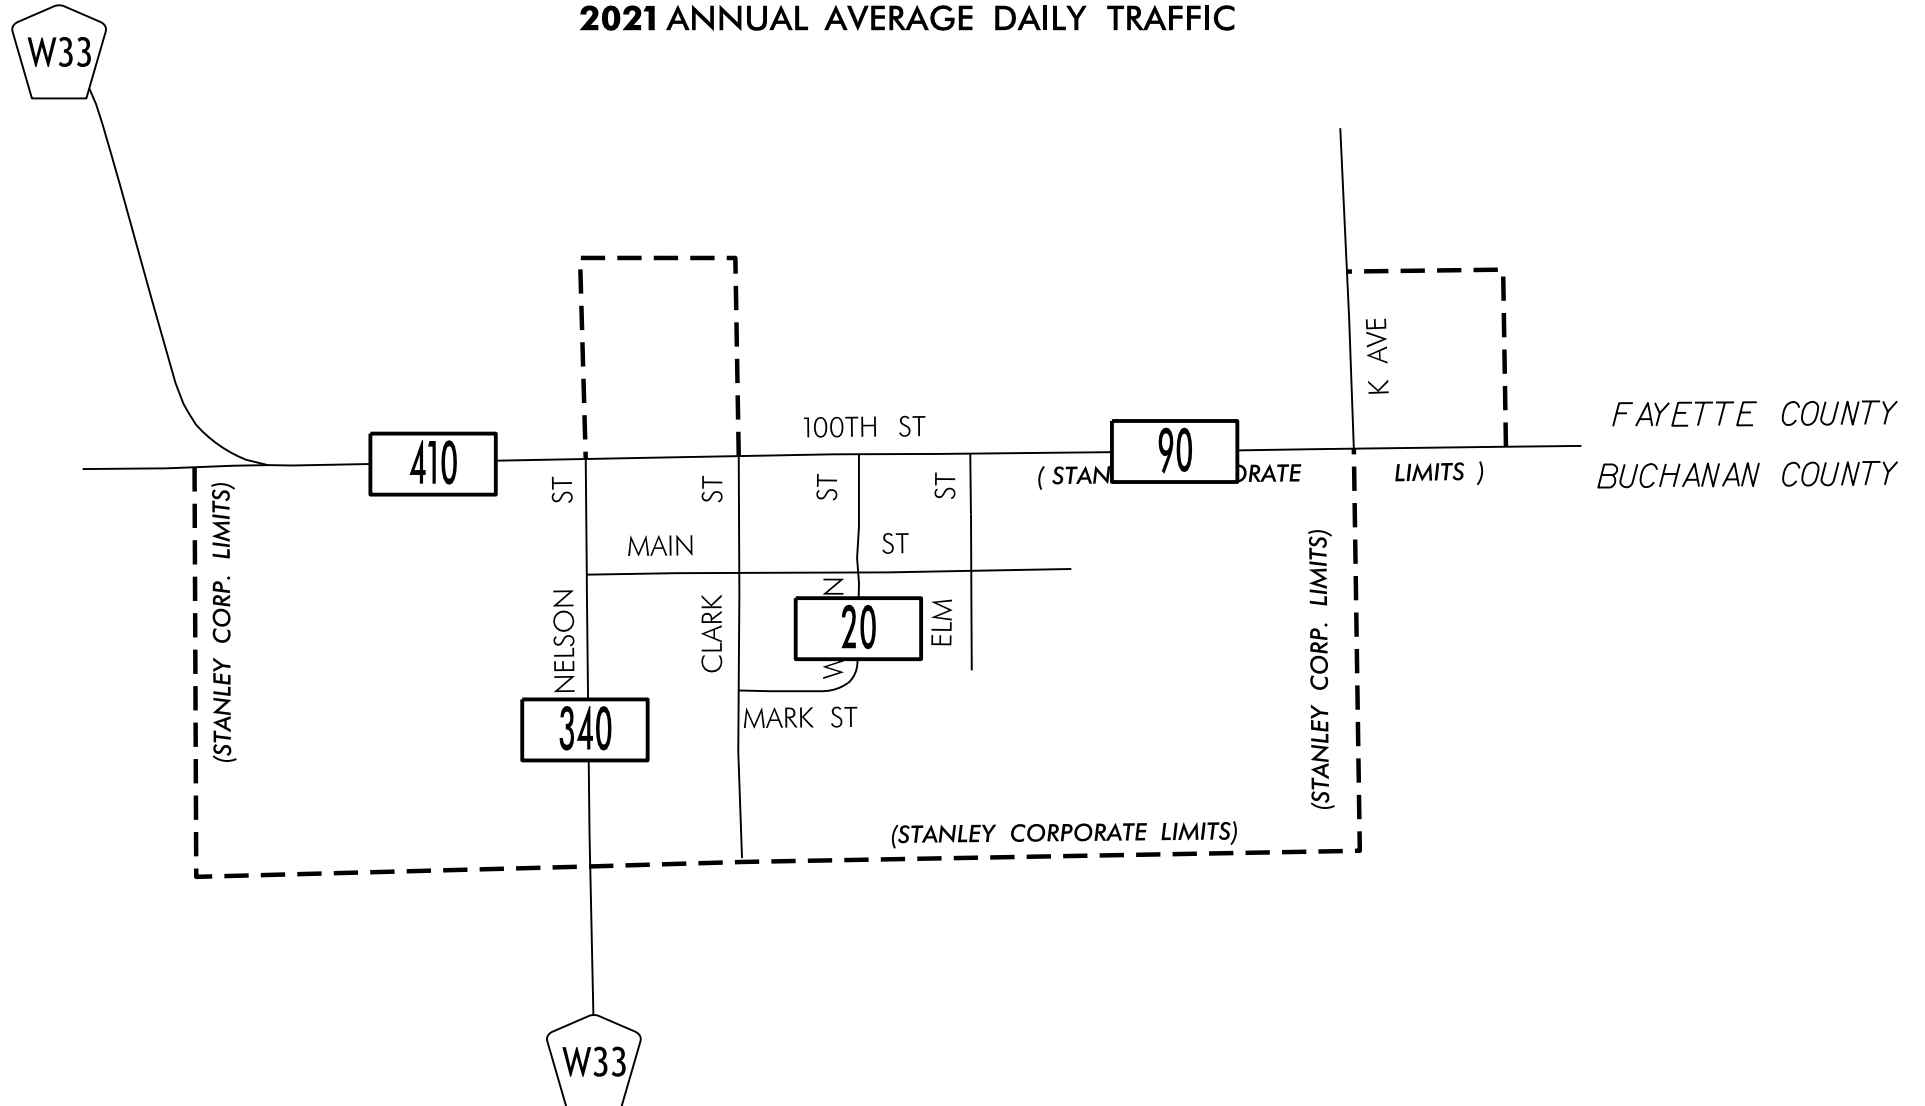 2021 ANNUAL AVERAGE DAILY TRAFFIC
W33
K AVE
100TH ST
FAYETTE COUNTY
BUCHANAN COUNTY
410
90
( STAN ORATE LIMITS )
NELSON ST
CLARK ST
W N ST
ELM ST
MAIN ST
20
340
MARK ST
(STANLEY CORP. LIMITS)
(STANLEY CORP. LIMITS)
(STANLEY CORPORATE LIMITS)
W33